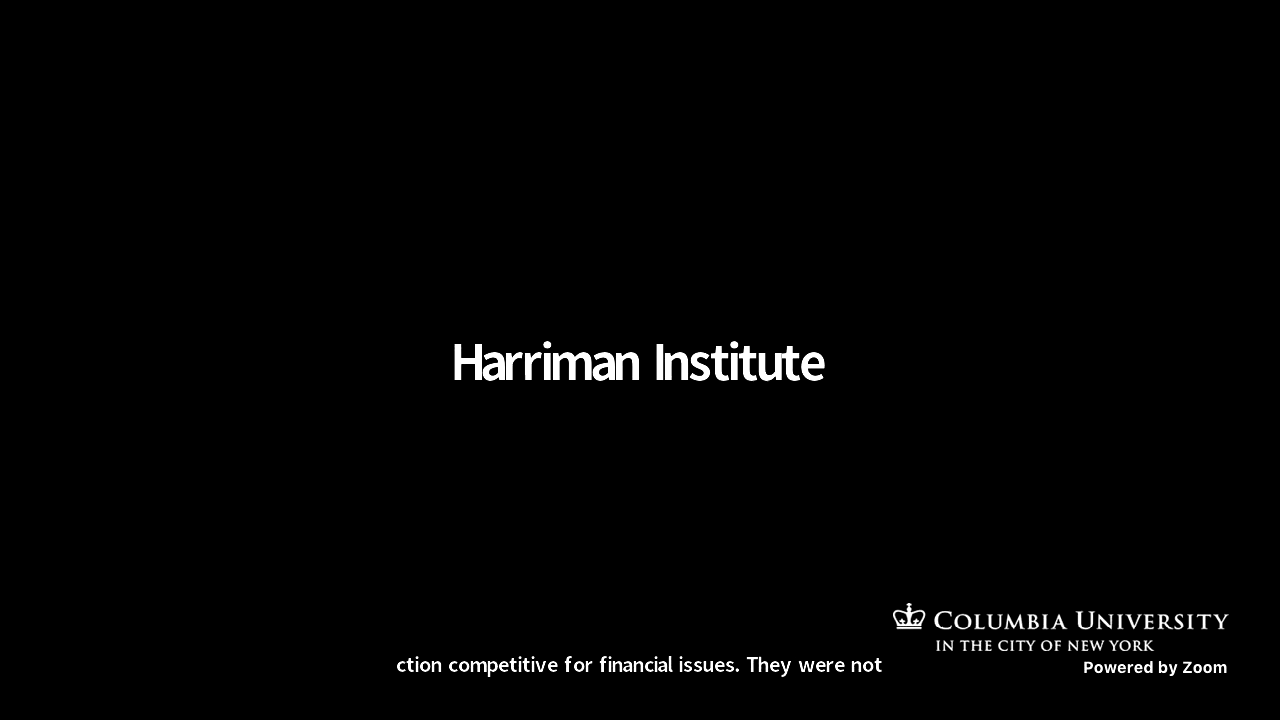 Harriman Institute
COLUMBIA UNIVERSITY
IN THE CITY OF NEW YORK
ction competitive for financial issues. They were not
Powered by Zoom